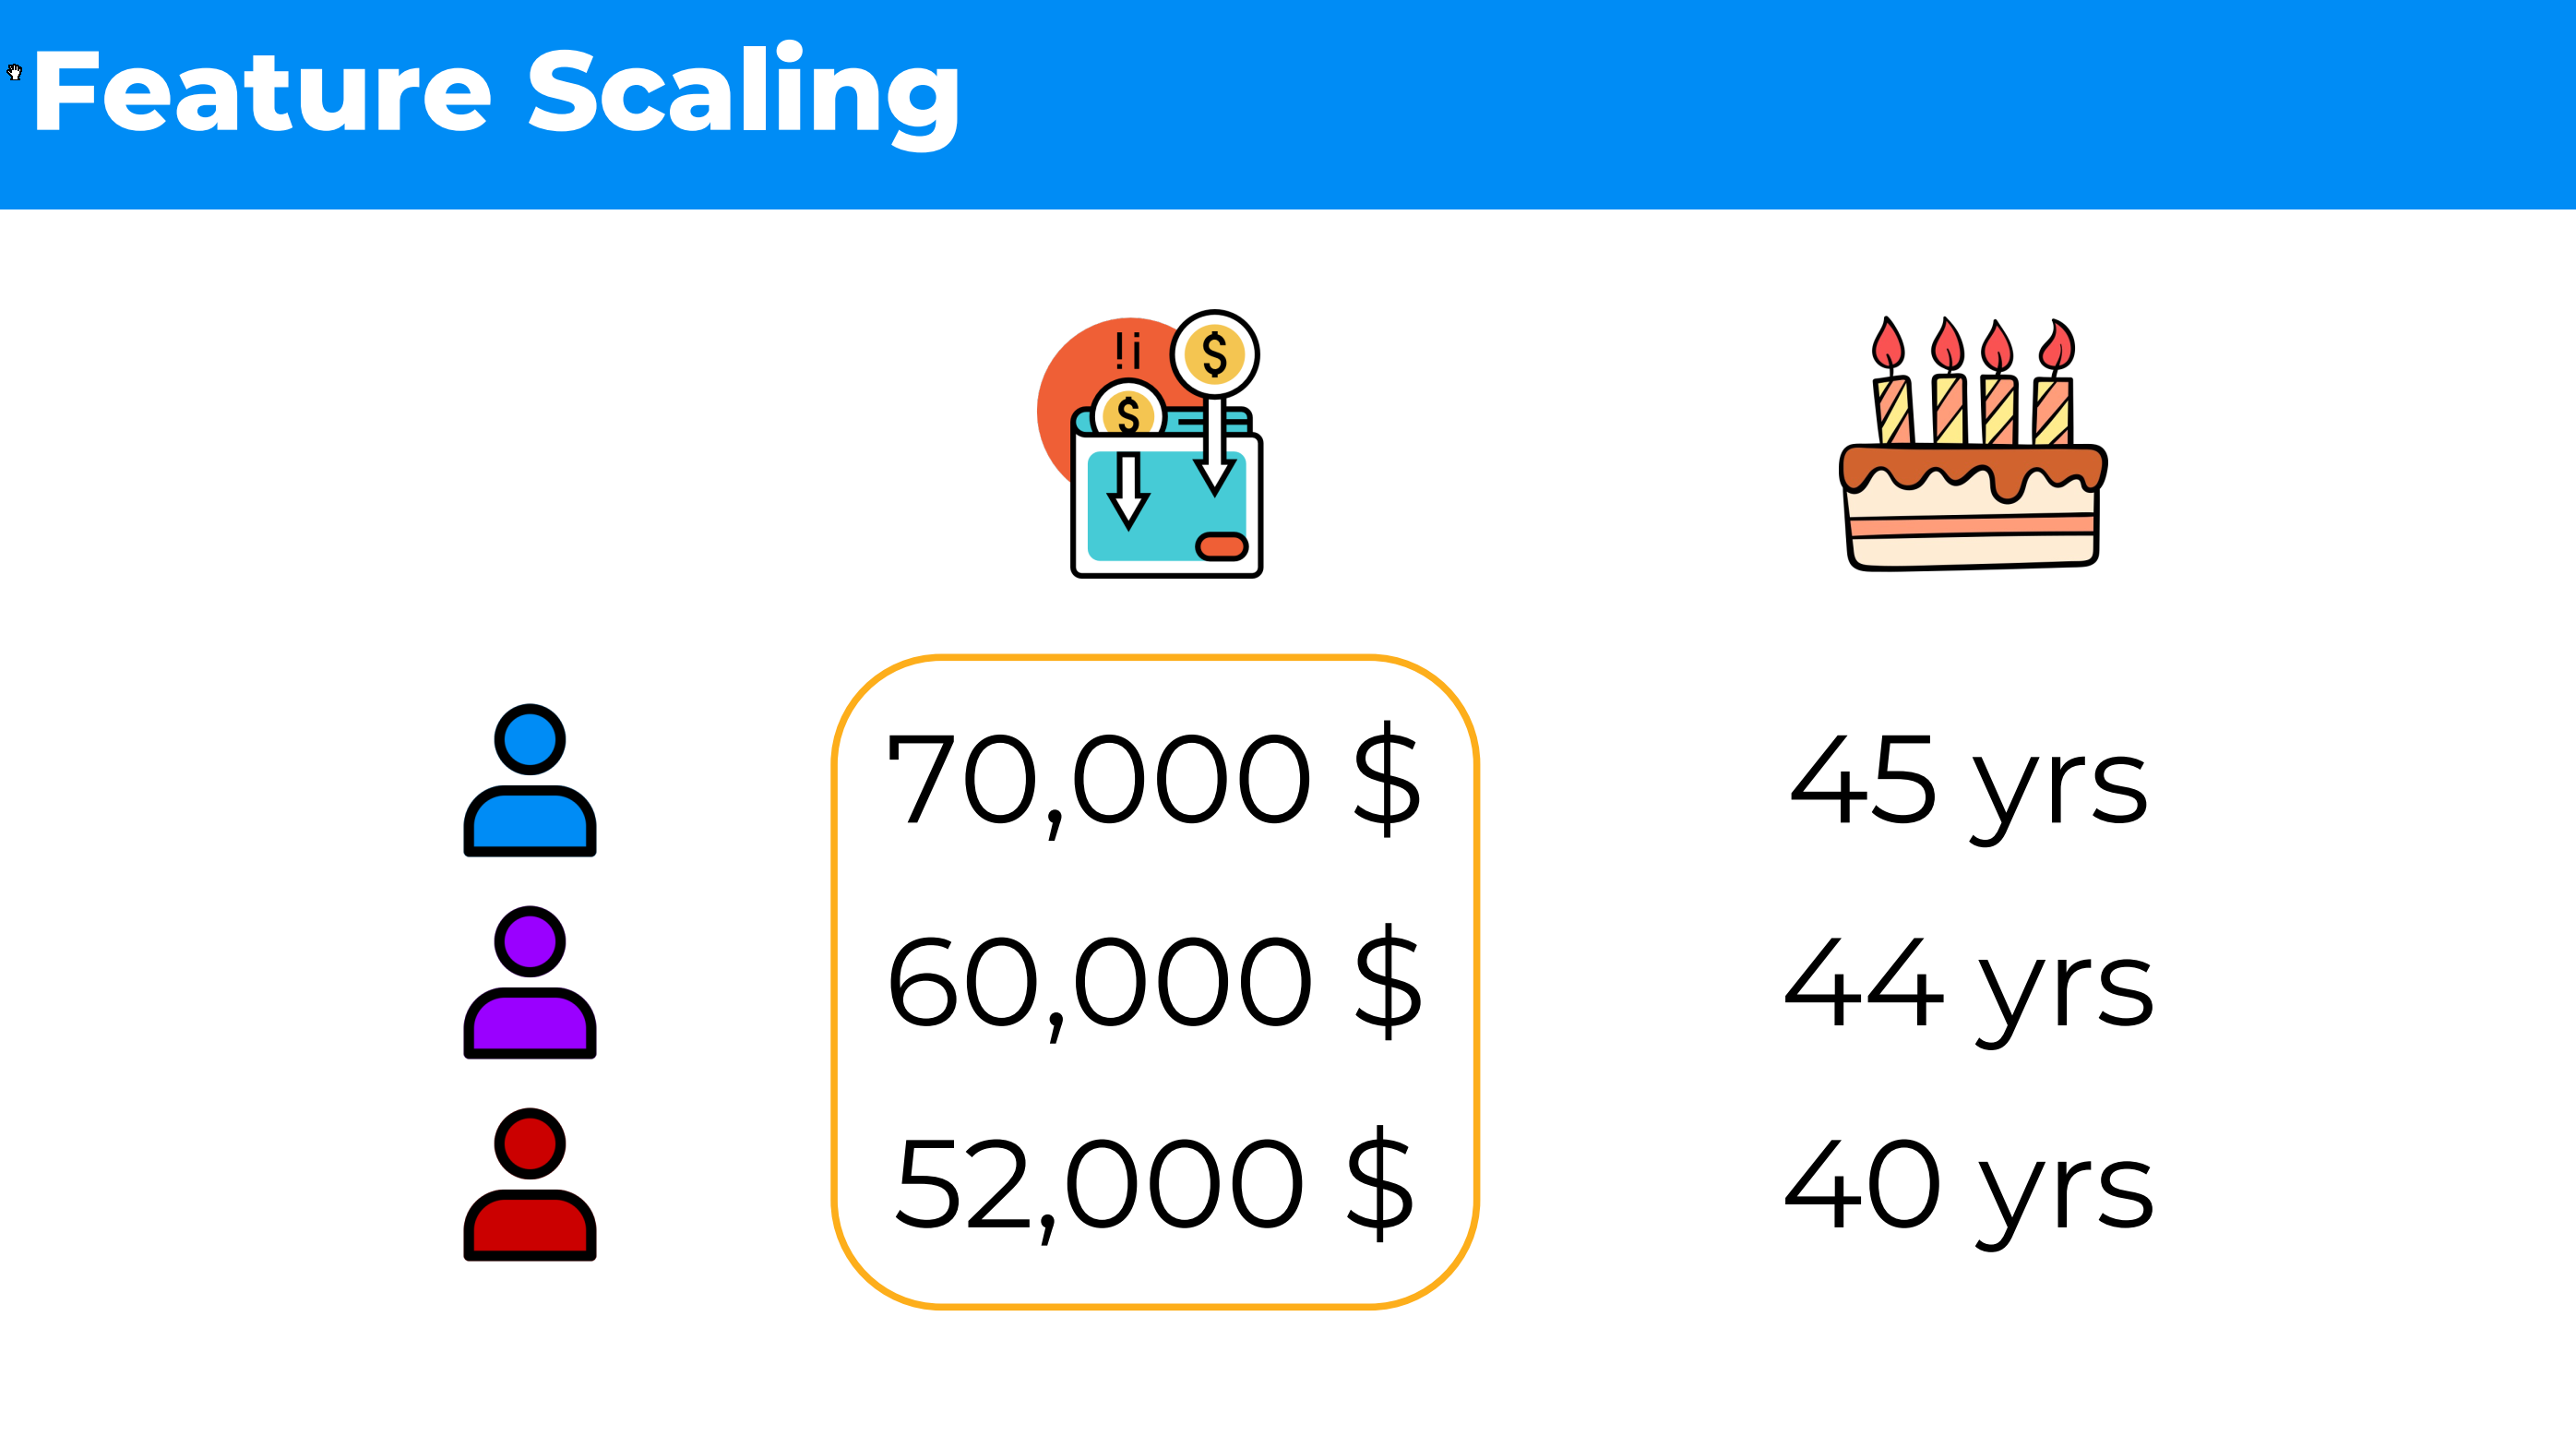 Feature Scaling
70,000 $ 45 yrs
60,000 $ 44 yrs
52,000 $ 40 yrs